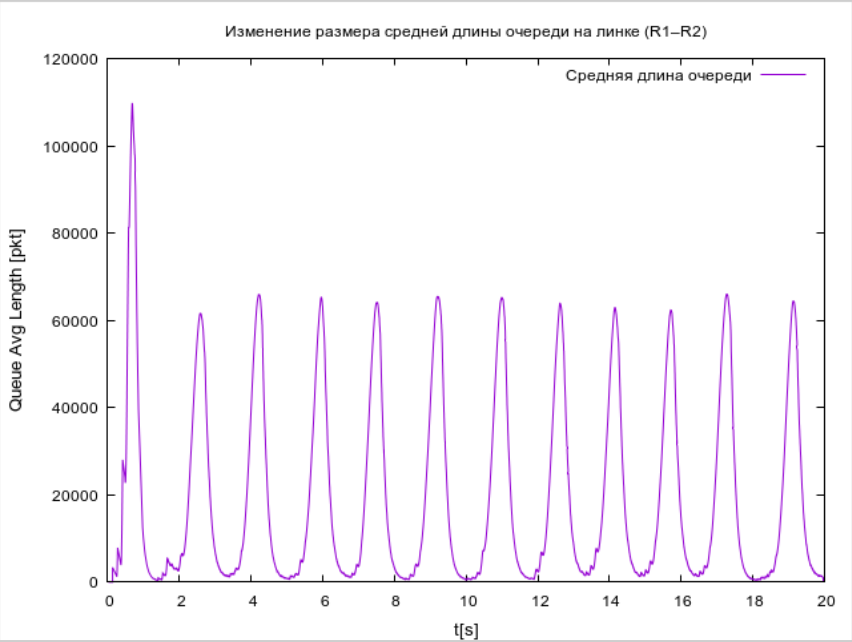 Изменение размера средней длины очереди на линке (R1–R2)
Средняя длина очереди
Queue Avg Length [pkt]
120000
100000
80000
60000
40000
20000
0
0 2 4 6 8 10 12 14 16 18 20
t[s]